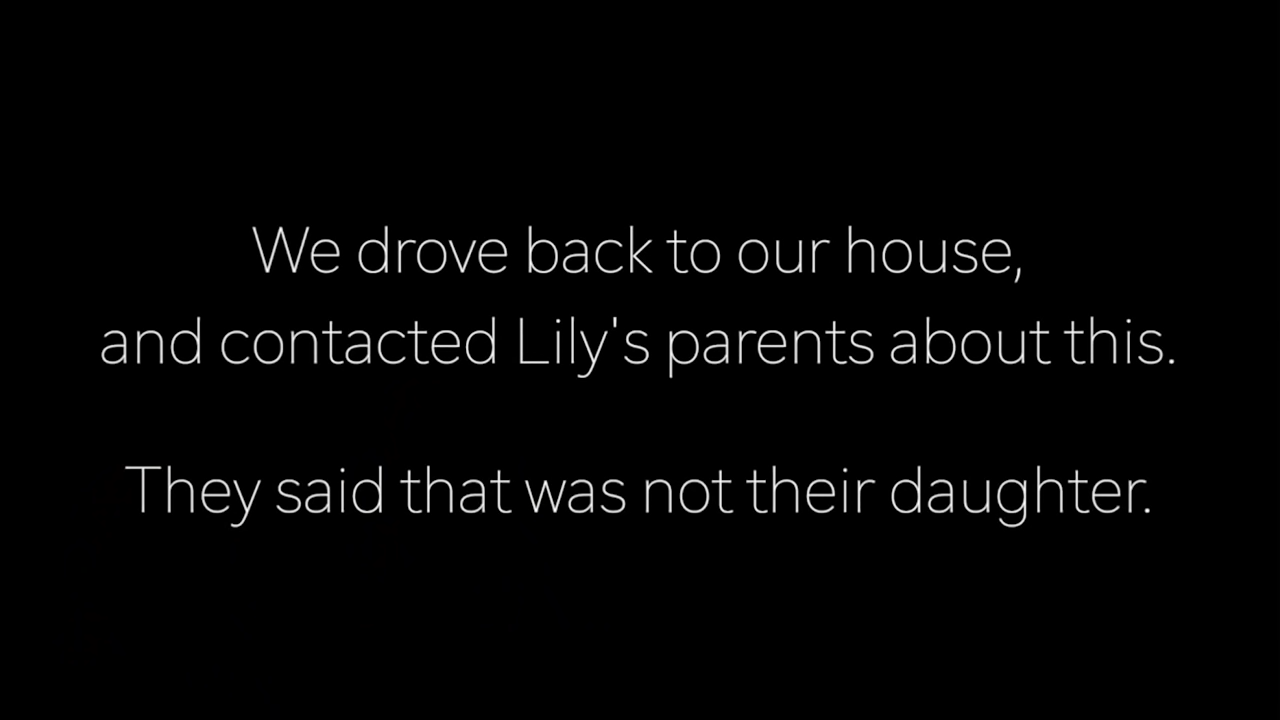 We drove back to our house,
and contacted Lily's parents about this.
They said that was not their daughter.